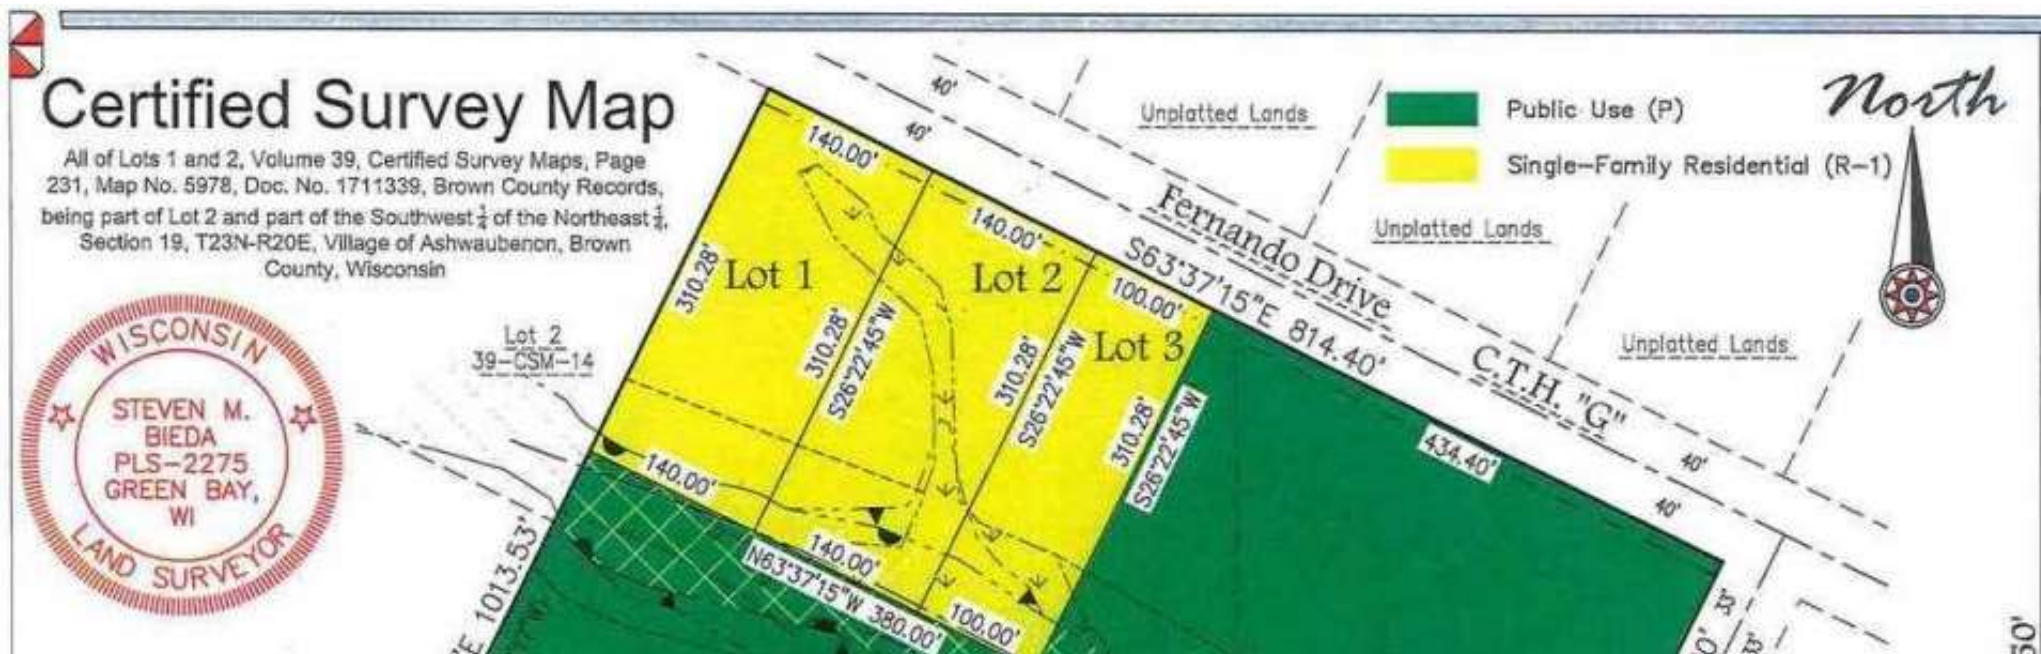 Certified Survey Map
All of Lots 1 and 2, Volume 39, Certified Survey Maps, Page
231, Map No. 5978, Doc. No. 1711339, Brown County Records,
being part of Lot 2 and part of the Southwest ¼ of the Northeast ¼,
Section 19, T23N-R20E, Village of Ashwaubenon, Brown
County, Wisconsin
WISCONSIN
STEVEN M.
BIEDA
PLS-2275
GREEN BAY,
WI
LAND SURVEYOR
Lot 2
39-CSM-14
Public Use (P)
Single-Family Residential (R-1)
North
Unplatted Lands
Unplatted Lands
Unplatted Lands
40'
40'
Fernando Drive
C.T.H. "G"
S63°37'15"E 814.40'
434.40'
40'
40'
33'
33'
140.00'
140.00'
100.00'
Lot 1
Lot 2
Lot 3
310.28'
310.28'
S26°22'45"W
310.28'
S26°22'45"W
310.28'
S26°22'45"W
140.00'
140.00'
100.00'
N63°37'15"W 380.00'
E 1013.53'